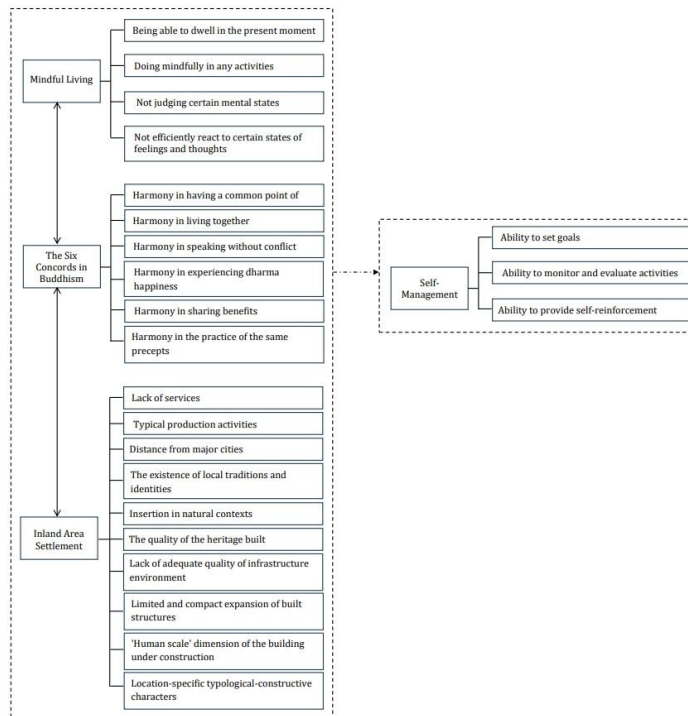 Mindful Living
Being able to dwell in the present moment
Doing mindfully in any activities
Not judging certain mental states
Not efficiently react to certain states of
feelings and thoughts
The Six
Concords in
Buddhism
Harmony in having a common point of
Harmony in living together
Harmony in speaking without conflict
Harmony in experiencing dharma
happiness
Harmony in sharing benefits
Harmony in the practice of the same
precepts
Inland Area
Settlement
Lack of services
Typical production activities
Distance from major cities
The existence of local traditions and
identities
Insertion in natural contexts
The quality of the heritage built
Lack of adequate quality of infrastructure
environment
Limited and compact expansion of built
structures
'Human scale' dimension of the building
under construction
Location-specific typological-constructive
characters
Self-
Management
Ability to set goals
Ability to monitor and evaluate activities
Ability to provide self-reinforcement